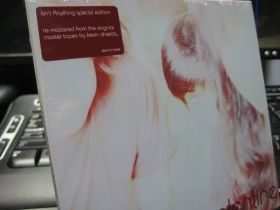 isn't anything special edition
re-mastered from the original
master tapes by kevin shields.